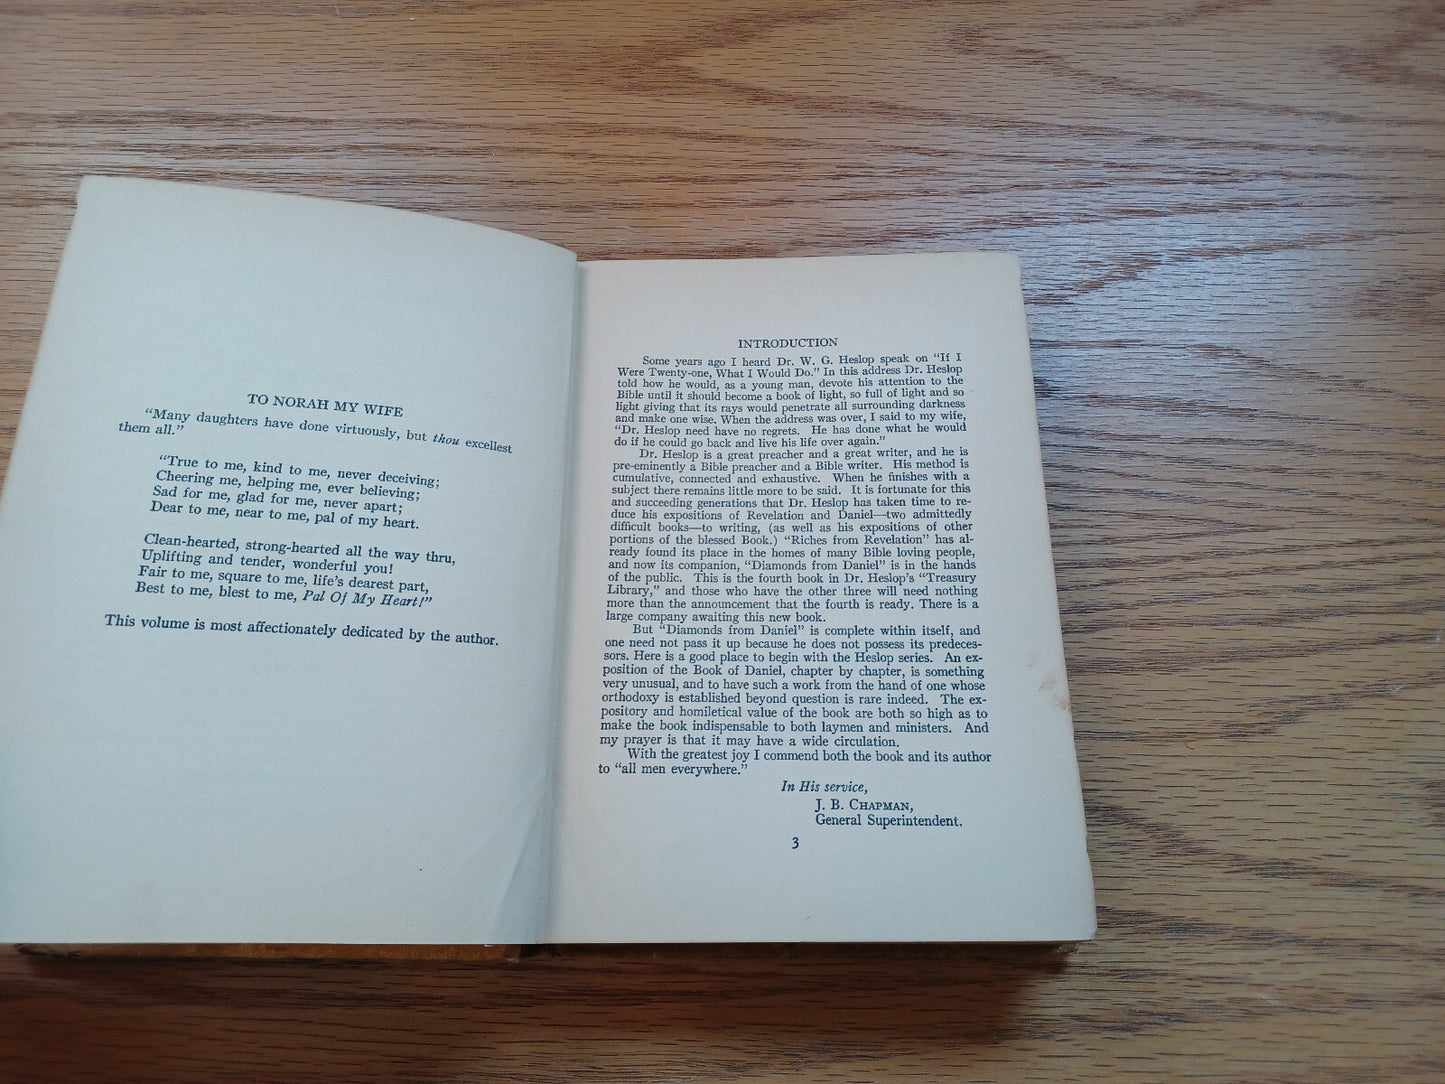 TO NORAH MY WIFE
"Many daughters have done virtuously, but thou excellest
them all."
"True to me, kind to me, never deceiving;
Cheering me, helping me, ever believing;
Sad for me, glad for me, never apart;
Dear to me, near to me, pal of my heart.
Clean-hearted, strong-hearted all the way thru,
Uplifting and tender, wonderful you!
Fair to me, square to me, life's dearest part,
Best to me, blest to me, Pal Of My Heart!"
This volume is most affectionately dedicated by the author.
INTRODUCTION
Some years ago I heard Dr. W. G. Heslop speak on "If I
Were Twenty-one, What I Would Do." In this address Dr. Heslop
told how he would, as a young man, devote his attention to the
Bible until it should become a book of light, so full of light and so
light giving that its rays would penetrate all surrounding darkness
and make one wise. When the address was over, I said to my wife,
"Dr. Heslop need have no regrets. He has done what he would
do if he could go back and live his life over again."
Dr. Heslop is a great preacher and a great writer, and he is
pre-eminently a Bible preacher and a Bible writer. His method is
cumulative, connected and exhaustive. When he finishes with a
subject there remains little more to be said. It is fortunate for this
and succeeding generations that Dr. Heslop has taken time to re-
duce his expositions of Revelation and Daniel—two admittedly
difficult books—to writing, (as well as his expositions of other
portions of the blessed Book.) "Riches from Revelation" has al-
ready found its place in the homes of many Bible loving people,
and now its companion, "Diamonds from Daniel" is in the hands
of the public. This is the fourth book in Dr. Heslop's "Treasury
Library," and those who have the other three will need nothing
more than the announcement that the fourth is ready. There is a
large company awaiting this new book.
But "Diamonds from Daniel" is complete within itself, and
one need not pass it up because he does not possess its predeces-
sors. Here is a good place to begin with the Heslop series. An ex-
position of the Book of Daniel, chapter by chapter, is something
very unusual, and to have such a work from the hand of one whose
orthodoxy is established beyond question is rare indeed. The ex-
pository and homiletical value of the book are both so high as to
make the book indispensable to both laymen and ministers. And
my prayer is that it may have a wide circulation.
With the greatest joy I commend both the book and its author
to "all men everywhere."
In His service,
J. B. CHAPMAN,
General Superintendent.
3